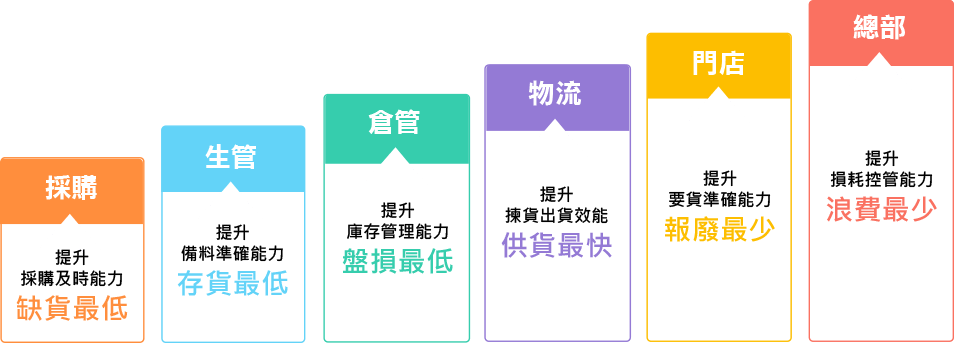 採購
提升
採購及時能力
缺貨最低
生管
提升
備料準確能力
存貨最低
倉管
提升
庫存管理能力
盤損最低
物流
提升
揀貨出貨效能
供貨最快
門店
提升
要貨準確能力
報廢最少
總部
提升
損耗控管能力
浪費最少